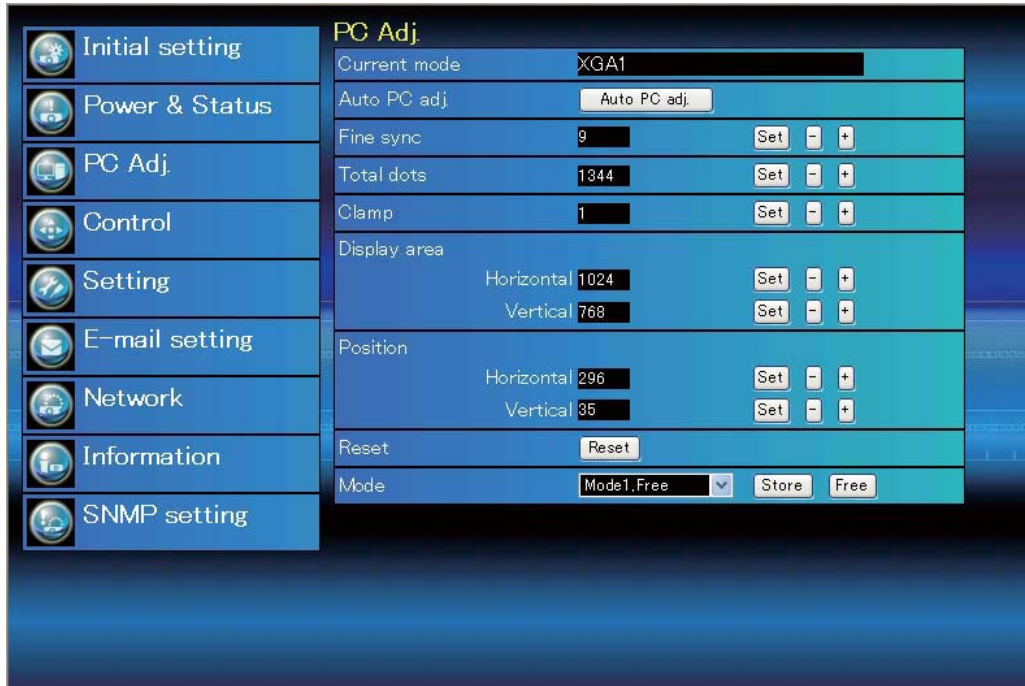 Initial setting
Power & Status
PC Adj.
Control
Setting
E-mail setting
Network
Information
SNMP setting
PC Adj.
Current mode XGA1
Auto PC adj. Auto PC adj.
Fine sync 9 Set - +
Total dots 1344 Set - +
Clamp 1 Set - +
Display area
Horizontal 1024 Set - +
Vertical 768 Set - +
Position
Horizontal 296 Set - +
Vertical 35 Set - +
Reset Reset
Mode Mode1,Free Store Free